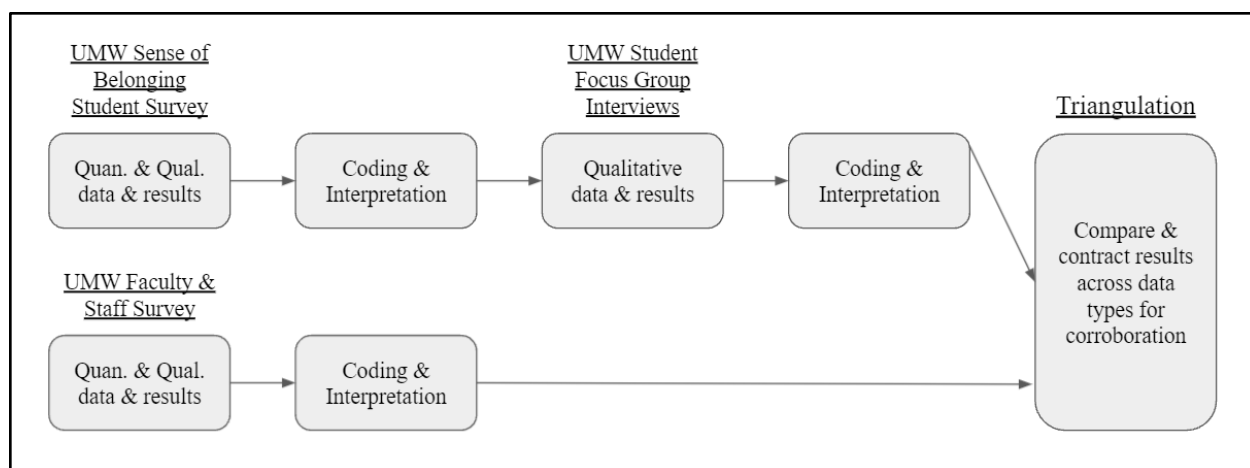 UMW Sense of
Belonging
Student Survey
Quan. & Qual.
data & results
Coding &
Interpretation
UMW Student
Focus Group
Interviews
Qualitative
data & results
Coding &
Interpretation
Triangulation
Compare &
contract results
across data
types for
corroboration
UMW Faculty &
Staff Survey
Quan. & Qual.
data & results
Coding &
Interpretation